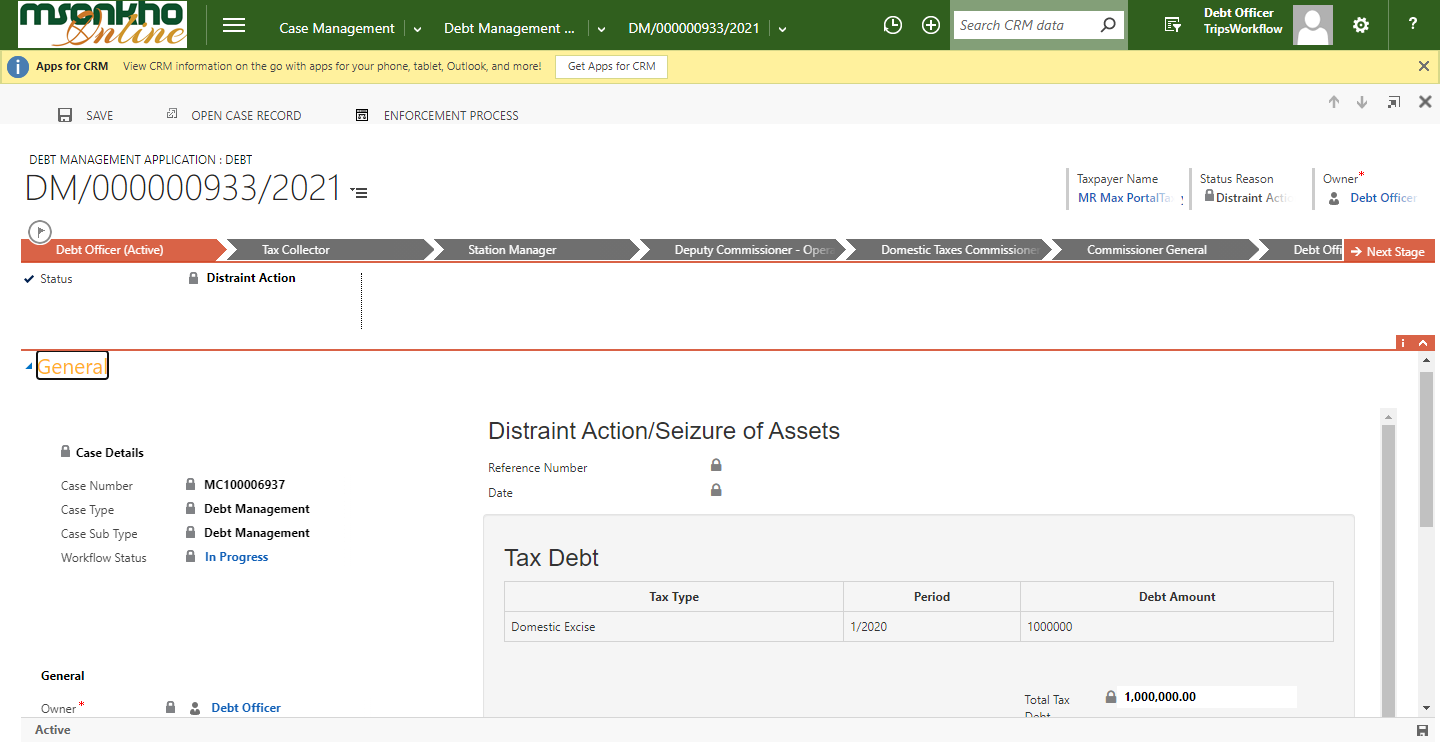 msonkho Online
Case Management
Debt Management ...
DM/000000933/2021
Search CRM data
Debt Officer
TripsWorkflow
?
i Apps for CRM View CRM information on the go with apps for your phone, tablet, Outlook, and more! Get Apps for CRM
SAVE OPEN CASE RECORD ENFORCEMENT PROCESS
DEBT MANAGEMENT APPLICATION : DEBT
DM/000000933/2021
Taxpayer Name
MR Max PortalTa
Status Reason
Distraint Actio
Owner*
Debt Officer
Debt Officer (Active) Tax Collector Station Manager Deputy Commissioner - Oper Domestic Taxes Commissioner Commissioner General Debt Offi Next Stage
Status Distraint Action
i
General
Case Details
Case Number MC100006937
Case Type Debt Management
Case Sub Type Debt Management
Workflow Status In Progress
General
Owner* Debt Officer
Distraint Action/Seizure of Assets
Reference Number
Date
Tax Debt
Tax Type Period Debt Amount
Domestic Excise 1/2020 1000000
Total Tax Debt 1,000,000.00
Active